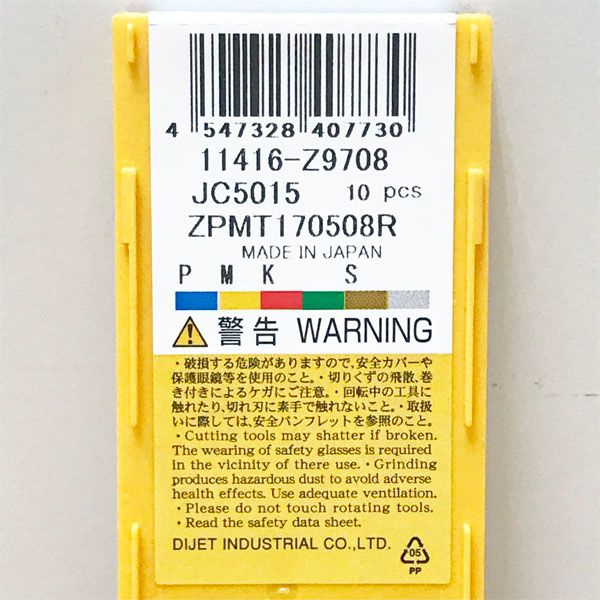 4 547328 407730
11416-Z9708
JC5015 10 pcs
ZPMT170508R
MADE IN JAPAN
P M K S
警告 WARNING
・破損する危険がありますので、安全カバーや
保護眼鏡等を使用のこと。・切りくずの飛散、巻
き付きによるケガにご注意。・回転中の工具に
触れたり、切れ刃に素手で触れないこと。・取扱
いに際しては、安全パンフレットを参照のこと。
・Cutting tools may shatter if broken.
The wearing of safety glasses is required
in the vicinity of there use.・Grinding
produces hazardous dust to avoid adverse
health effects. Use adequate ventilation.
・Please do not touch rotating tools.
・Read the safety data sheet.
DIJET INDUSTRIAL CO.,LTD.
05
PP